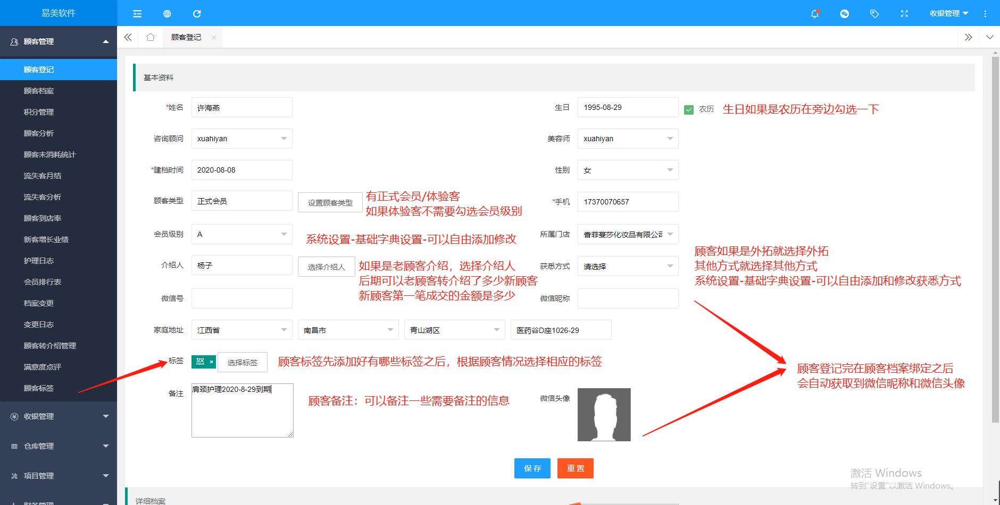 易美软件
收银管理
顾客管理
顾客登记
顾客登记
顾客档案
积分管理
顾客分析
顾客未消耗统计
流失客月结
流失客分析
顾客到店率
新客增长业绩
护理日志
会员排行表
档案变更
变更日志
顾客转介绍管理
满意度点评
顾客标签
收银管理
仓库管理
项目管理
财务管理
基本资料
*姓名 许海燕
生日 1995-08-29 农历 生日如果是农历在旁边勾选一下
咨询顾问 xuahiyan
美容师 xuahiyan
*建档时间 2020-08-08
性别 女
顾客类型 正式会员 设置顾客类型
有正式会员/体验客
如果体验客不需要勾选会员级别
*手机 17370070657
会员级别 A
系统设置-基础字典设置-可以自由添加修改
所属门店 香菲蔓莎化妆品有限公司
介绍人 杨子 选择介绍人
如果是老顾客介绍，选择介绍人
后期可以老顾客转介绍了多少新顾客
新顾客第一笔成交的金额是多少
获悉方式 请选择
顾客如果是外拓就选择外拓
其他方式就选择其他方式
系统设置-基础字典设置-可以自由添加和修改获悉方式
微信号
微信昵称
家庭地址 江西省 南昌市 青山湖区 医药谷D座1026-29
标签 怒 × 选择标签 顾客标签先添加好有哪些标签之后，根据顾客情况选择相应的标签
顾客登记完在顾客档案绑定之后
会自动获取到微信昵称和微信头像
备注 肩颈护理2020-8-29到期
顾客备注：可以备注一些需要备注的信息
微信头像
保存 重置
激活 Windows
转到"设置"以激活 Windows。
详细档案